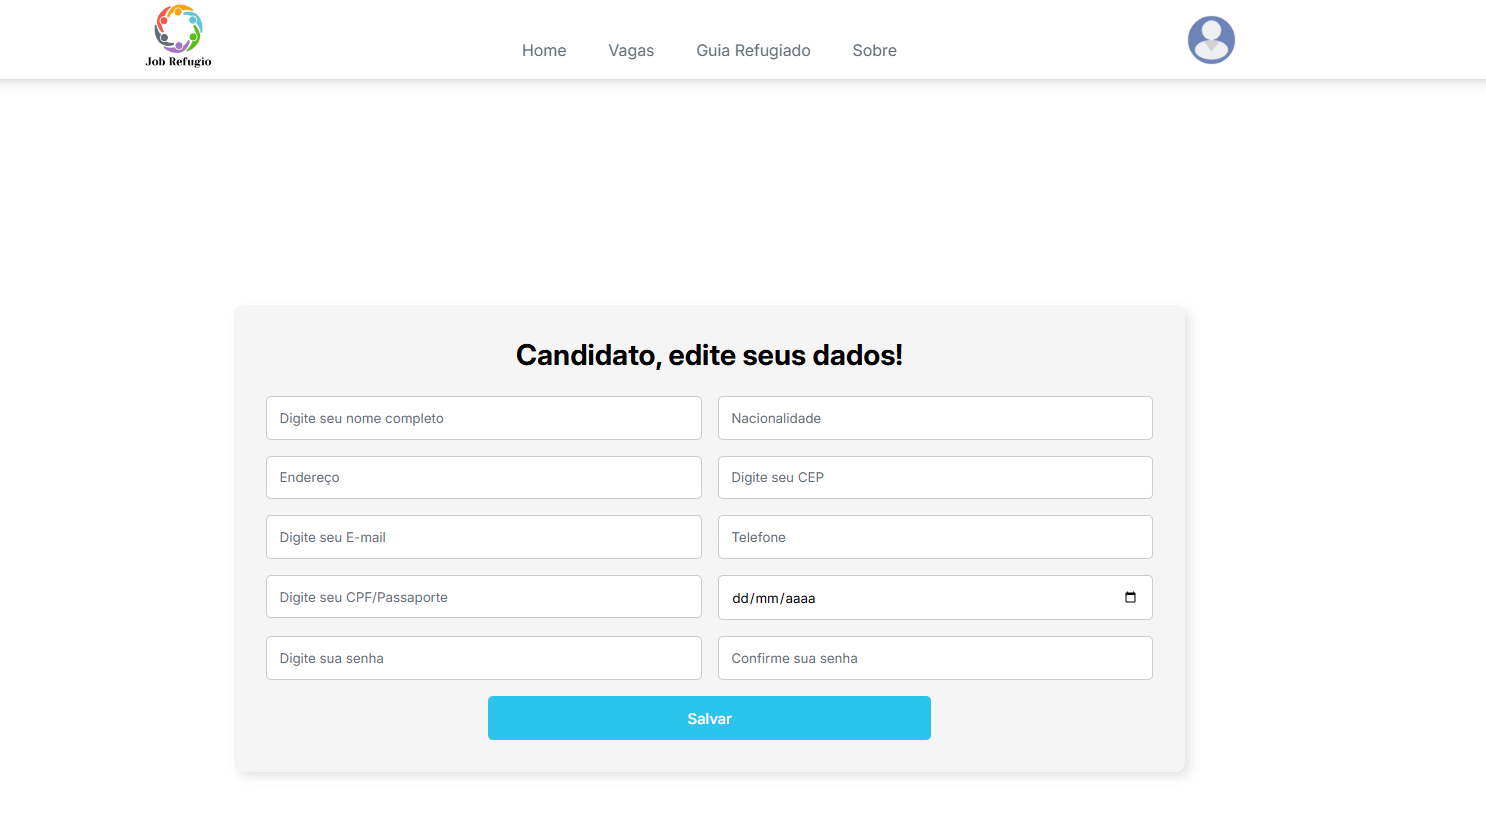 Job Refugio
Home Vagas Guia Refugiado Sobre
Candidato, edite seus dados!
Digite seu nome completo Nacionalidade
Endereço Digite seu CEP
Digite seu E-mail Telefone
Digite seu CPF/Passaporte dd/mm/aaaa
Digite sua senha Confirme sua senha
Salvar